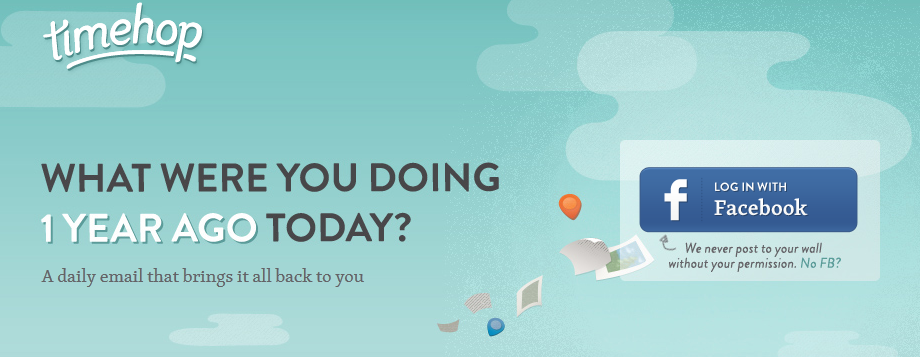 timehop
WHAT WERE YOU DOING
1 YEAR AGO TODAY?
A daily email that brings it all back to you
f
LOG IN WITH
Facebook
We never post to your wall
without your permission. No FB?